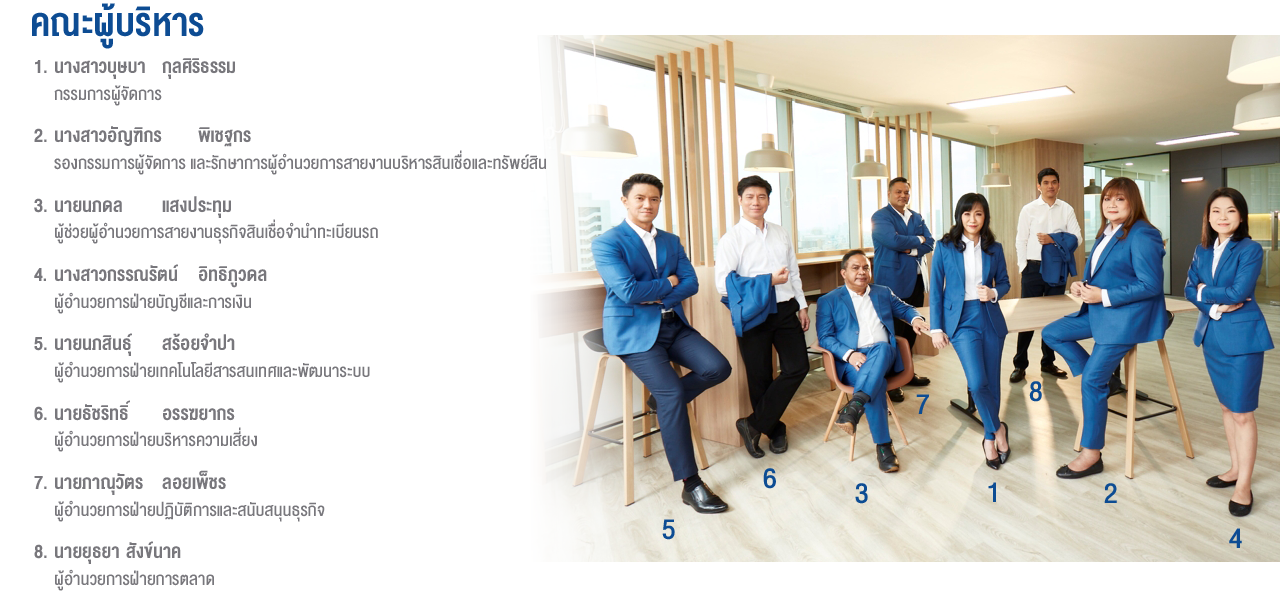 คณะผู้บริหาร
1. นางสาวบุษบา กุลศิริธรรม
กรรมการผู้จัดการ
2. นางสาวอัญฑิกร พิเชฐกร
รองกรรมการผู้จัดการ และรักษาการผู้อำนวยการสายงานบริหารสินเชื่อและทรัพย์สิน
3. นายนภดล แสงประทุม
ผู้ช่วยผู้อำนวยการสายงานธุรกิจสินเชื่อจำนำทะเบียนรถ
4. นางสาวกรรณรัตน์ อิทธิภูวดล
ผู้อำนวยการฝ่ายบัญชีและการเงิน
5. นายนภสินธุ์ สร้อยจำปา
ผู้อำนวยการฝ่ายเทคโนโลยีสารสนเทศและพัฒนาระบบ
6. นายธัชริทธิ์ อรรฆยากร
ผู้อำนวยการฝ่ายบริหารความเสี่ยง
7. นายภาณุวัตร ลอยเพ็ชร
ผู้อำนวยการฝ่ายปฏิบัติการและสนับสนุนธุรกิจ
8. นายยุธยา สังข์นาค
ผู้อำนวยการฝ่ายการตลาด
5
6
3
7
1
8
2
4